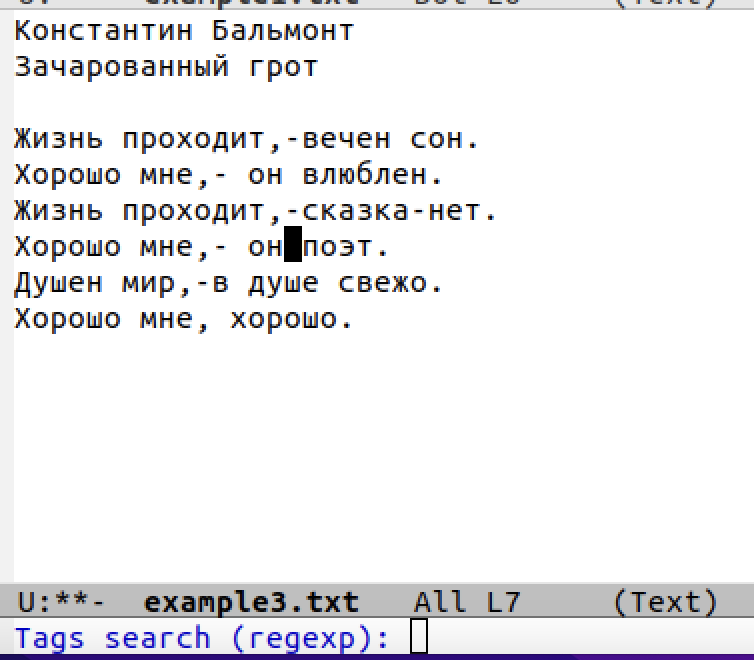 Константин Бальмонт
Зачарованный грот
Жизнь проходит,-вечен сон.
Хорошо мне,- он влюблен.
Жизнь проходит,-сказка-нет.
Хорошо мне,- он поэт.
Душен мир,-в душе свежо.
Хорошо мне, хорошо.
U:**- example3.txt All L7 (Text)
Tags search (regexp):